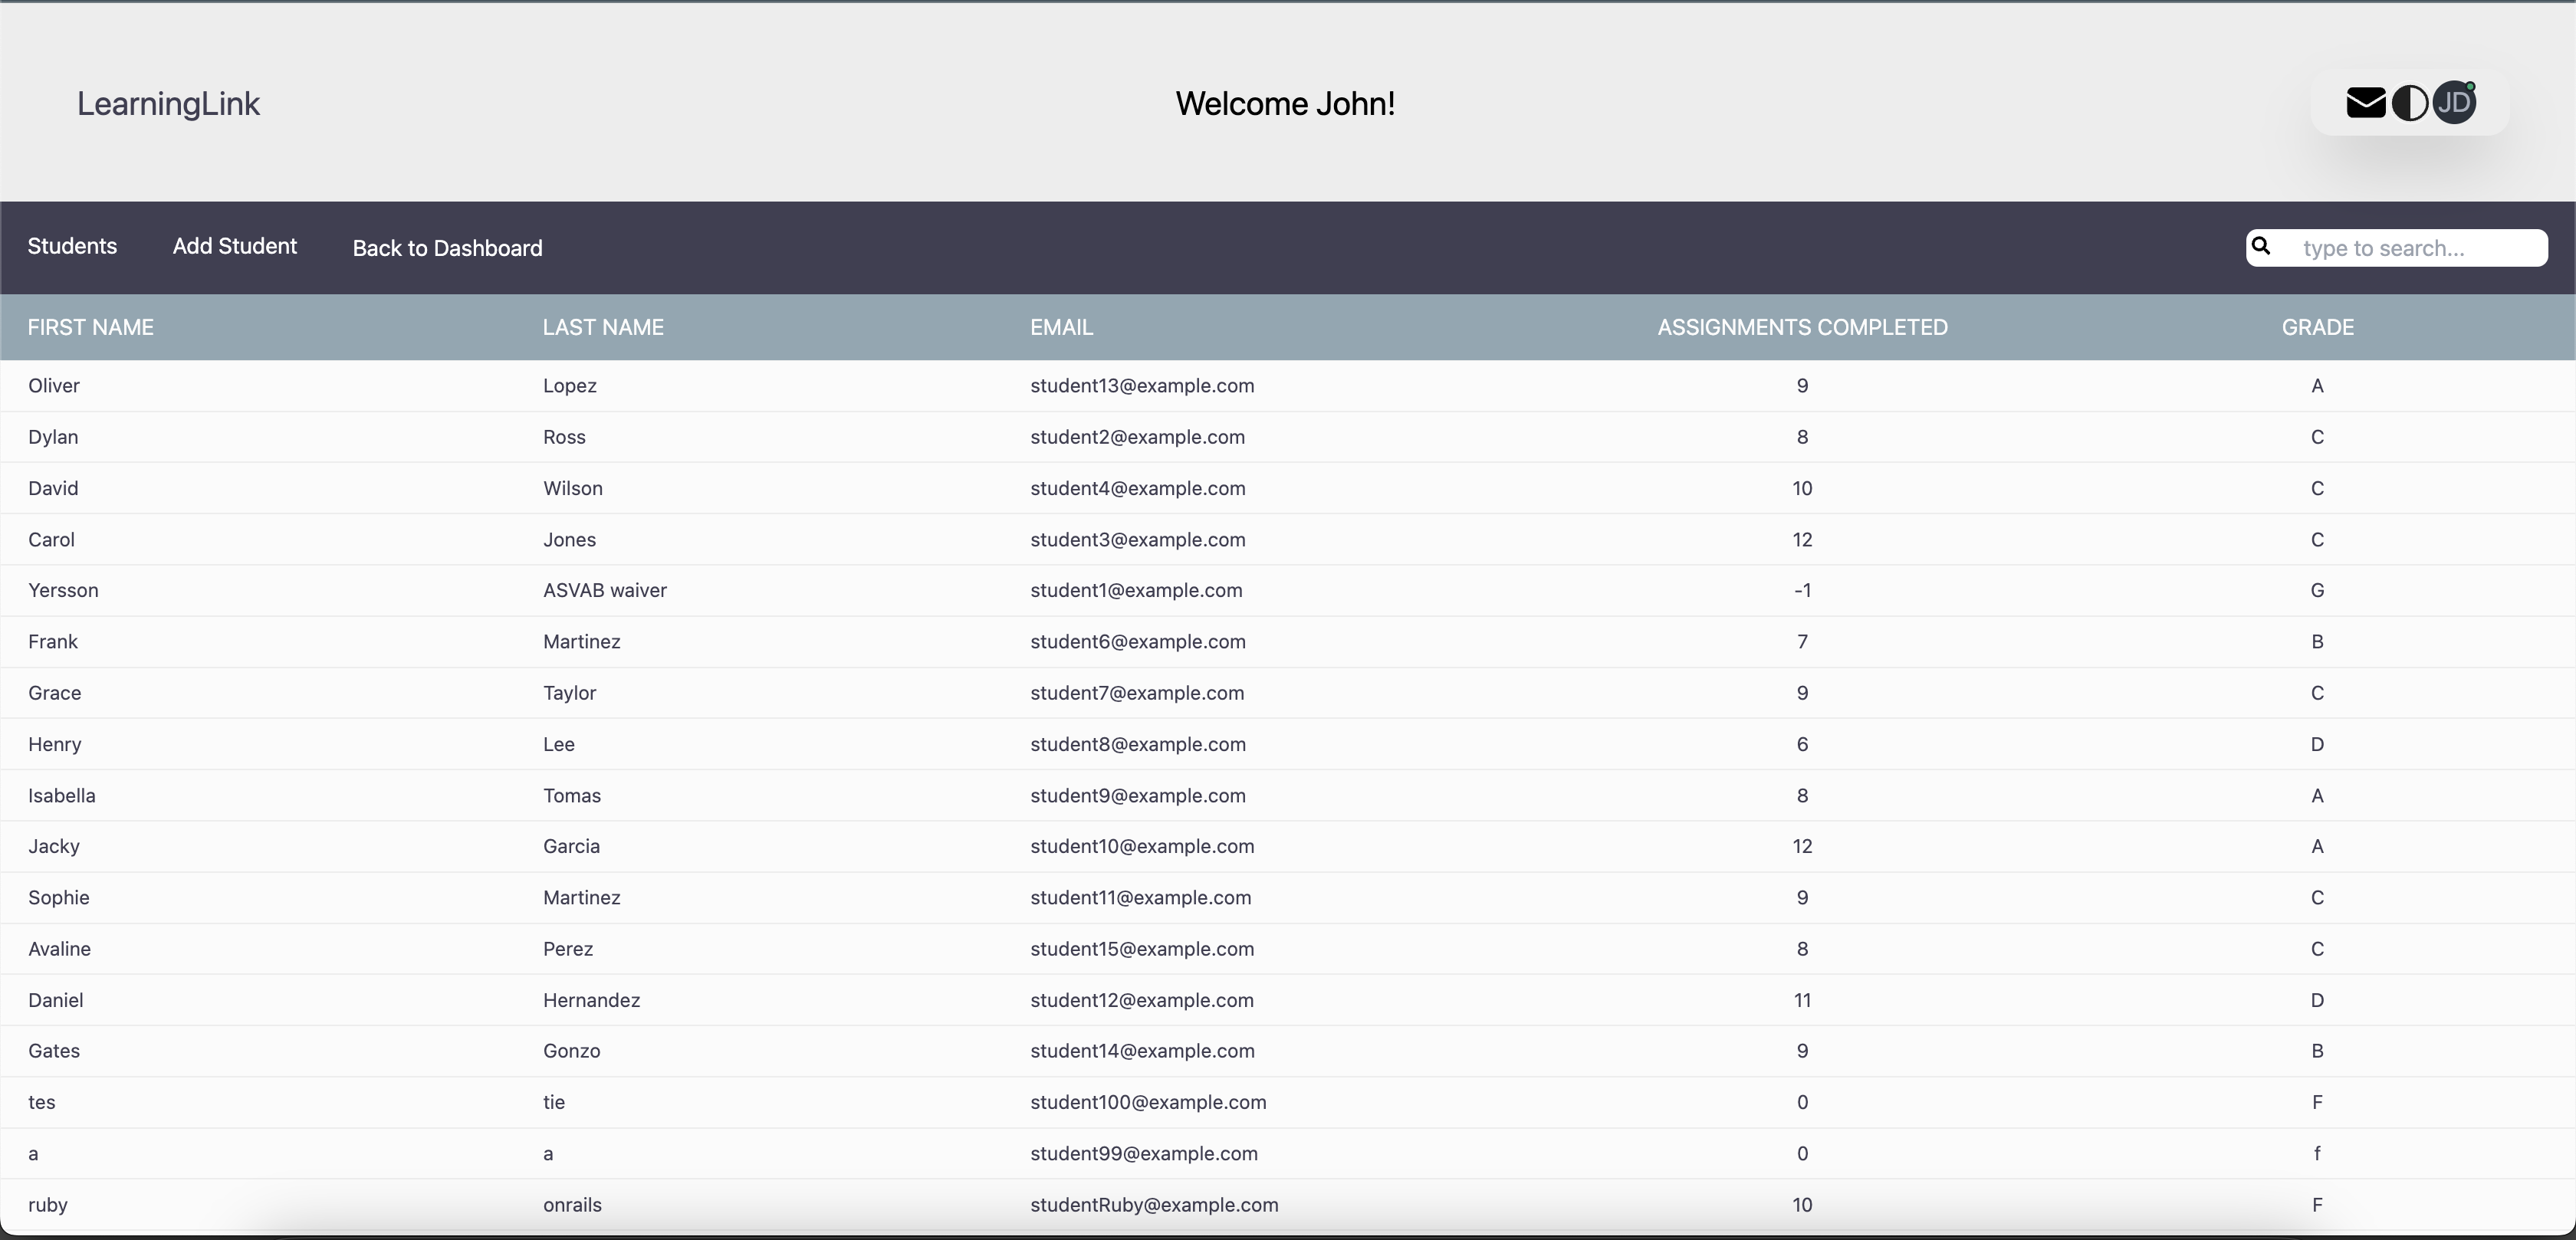 LearningLink
Welcome John!
JD
Students Add Student Back to Dashboard type to search...
FIRST NAME LAST NAME EMAIL ASSIGNMENTS COMPLETED GRADE
Oliver Lopez student13@example.com 9 A
Dylan Ross student2@example.com 8 C
David Wilson student4@example.com 10 C
Carol Jones student3@example.com 12 C
Yersson ASVAB waiver student1@example.com -1 G
Frank Martinez student6@example.com 7 B
Grace Taylor student7@example.com 9 C
Henry Lee student8@example.com 6 D
Isabella Tomas student9@example.com 8 A
Jacky Garcia student10@example.com 12 A
Sophie Martinez student11@example.com 9 C
Avaline Perez student15@example.com 8 C
Daniel Hernandez student12@example.com 11 D
Gates Gonzo student14@example.com 9 B
tes tie student100@example.com 0 F
a a student99@example.com 0 f
ruby onrails studentRuby@example.com 10 F